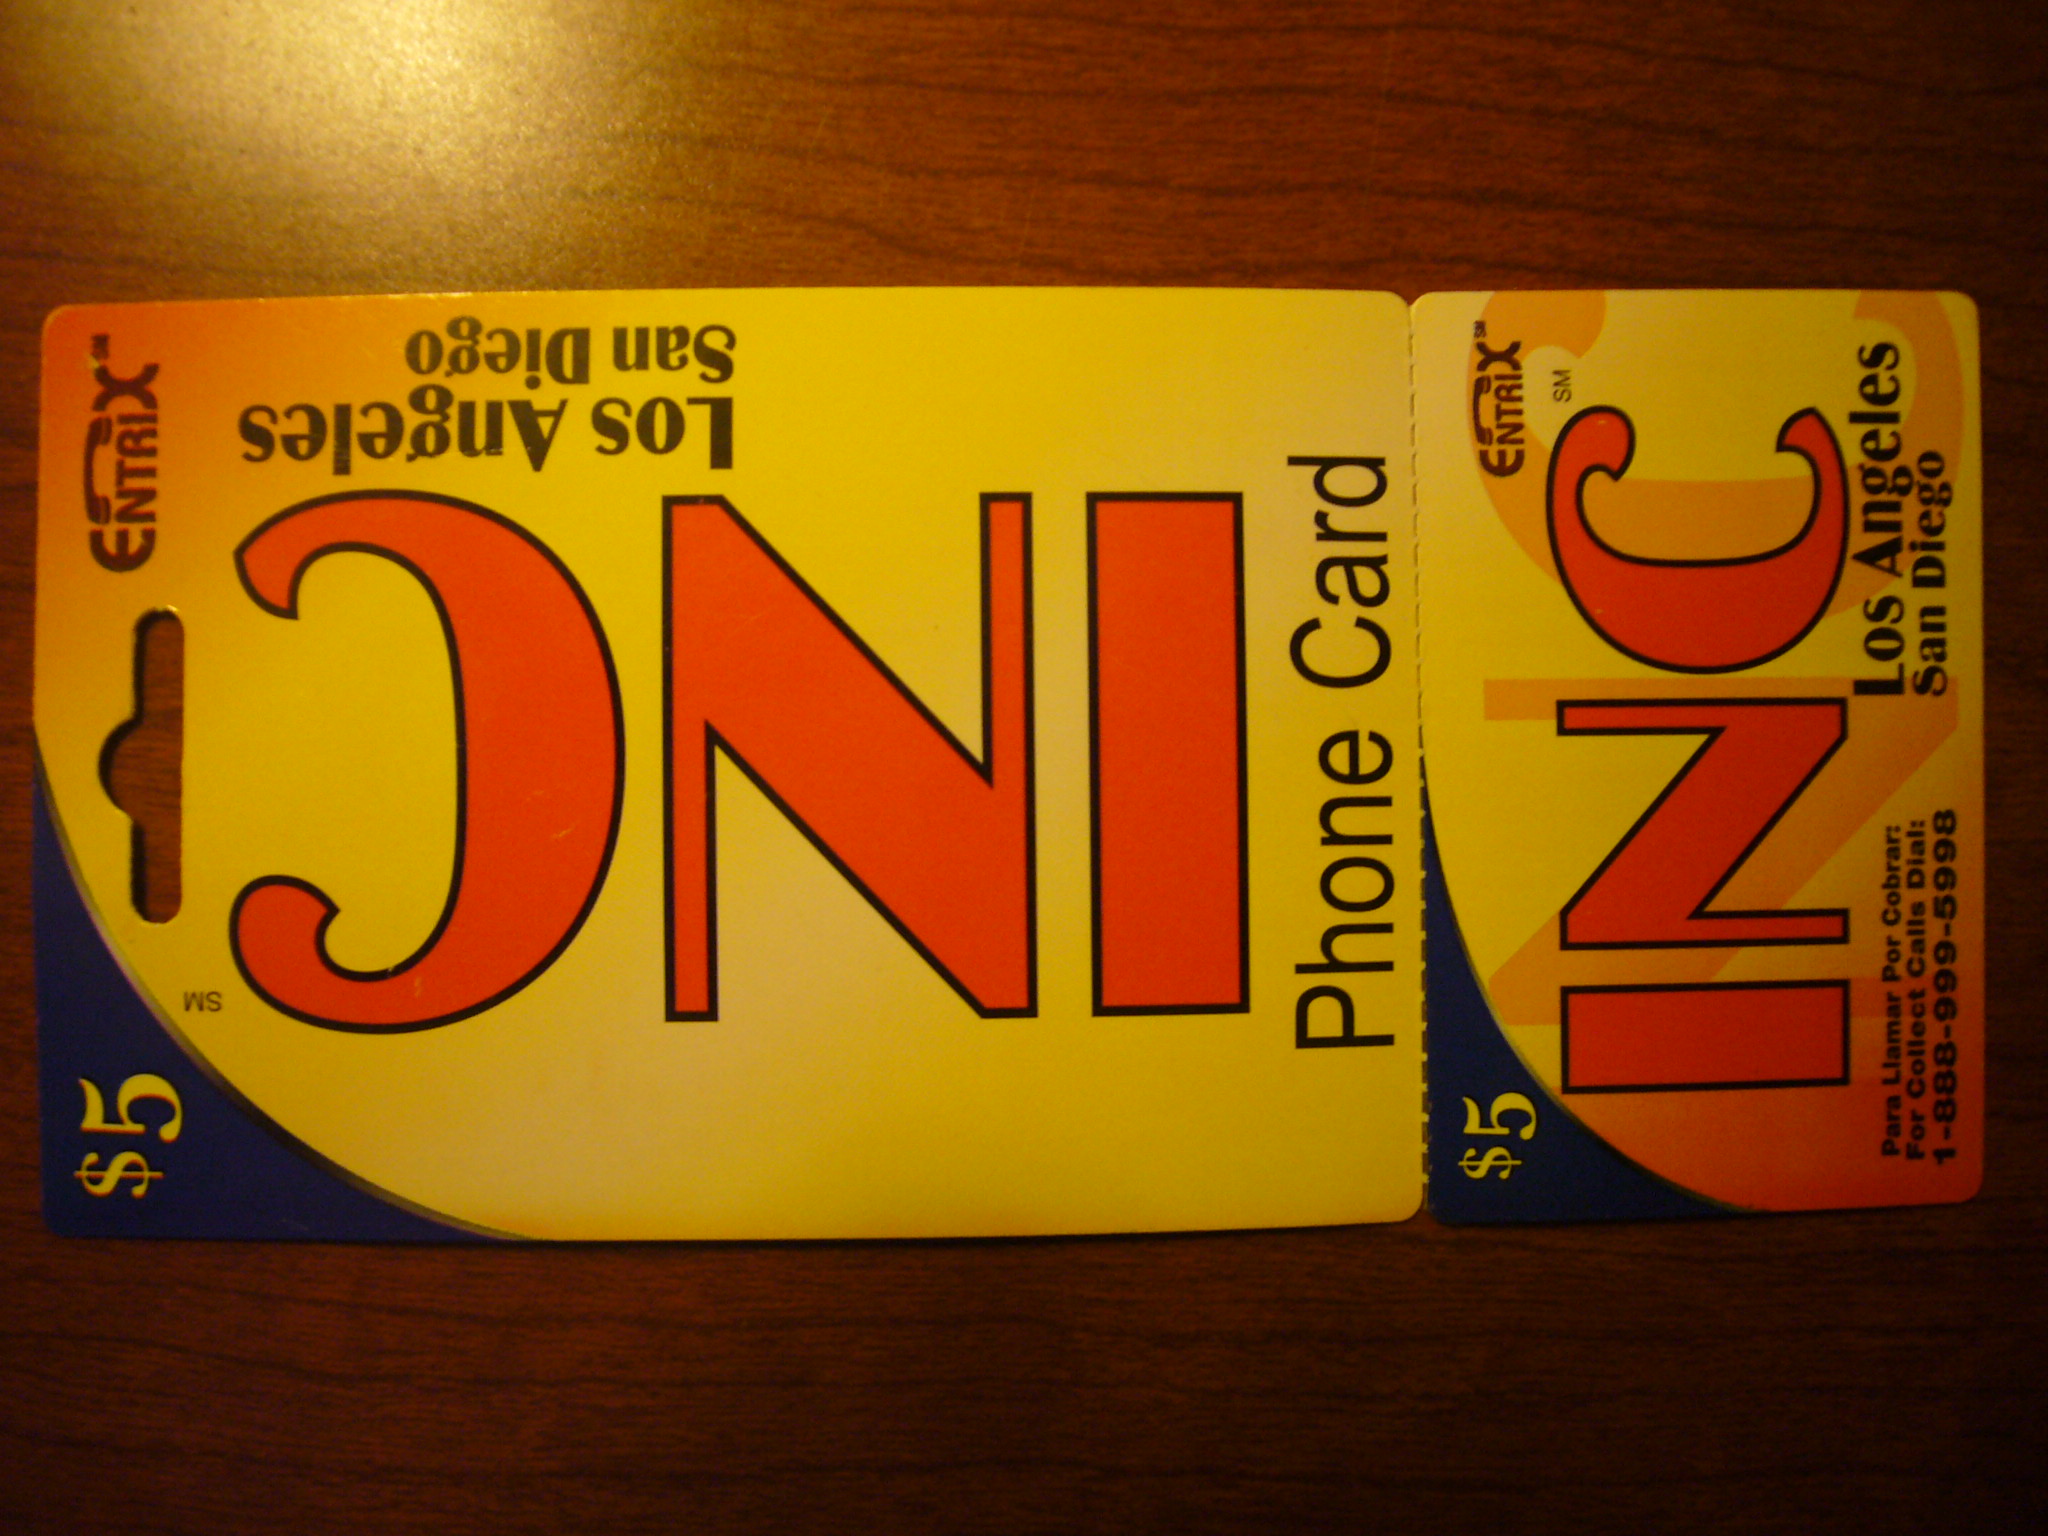 ENTRIX SM
$5
SM
INC
Los Angeles
San Diego
Phone Card
$5
ENTRIX SM
SM
INC
Los Angeles
San Diego
Para Llamar Por Cobrar:
For Collect Calls Dial:
1-888-999-5998